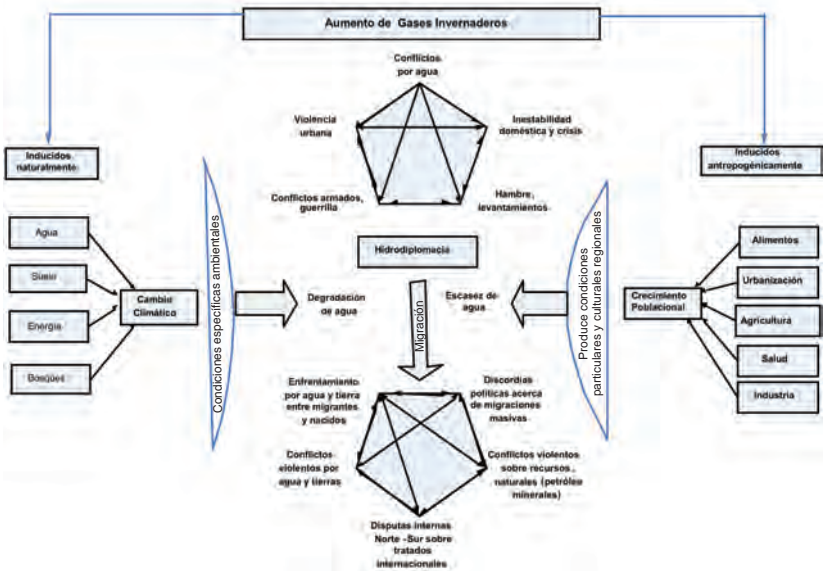 Aumento de Gases Invernaderos
Conflictos
por agua
Violencia
urbana
Inestabilidad
doméstica y crisis
Conflictos armados,
guerrilla
Hambre,
levantamientos
Inducidos
naturalmente
Inducidos
antropogénicamente
Agua
Suelo
Energía
Bosques
Cambio
Climático
Condiciones específicas ambientales
Degradación
de agua
Hidrodiplomacia
Migración
Escasez de
agua
Produce condiciones
particulares y culturales regionales
Crecimiento
Poblacional
Alimentos
Urbanización
Agricultura
Salud
Industria
Enfrentamiento
por agua y tierra
entre migrantes
y nacidos
Discordias
políticas acerca
de migraciones
masivas
Conflictos
violentos por
agua y tierras
Conflictos violentos
sobre recursos
naturales (petróleo
minerales)
Disputas internas
Norte -Sur sobre
tratados
internacionales